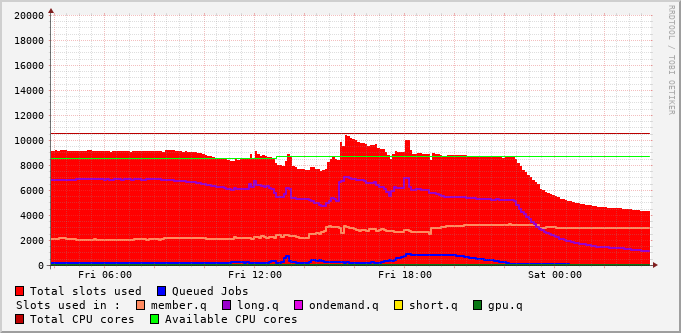 20000
18000
16000
14000
12000
10000
8000
6000
4000
2000
0
Fri 06:00 Fri 12:00 Fri 18:00 Sat 00:00
RRDTOOL / TOBI OETIKER
Total slots used Queued Jobs
Slots used in : member.q long.q ondemand.q short.q gpu.q
Total CPU cores Available CPU cores